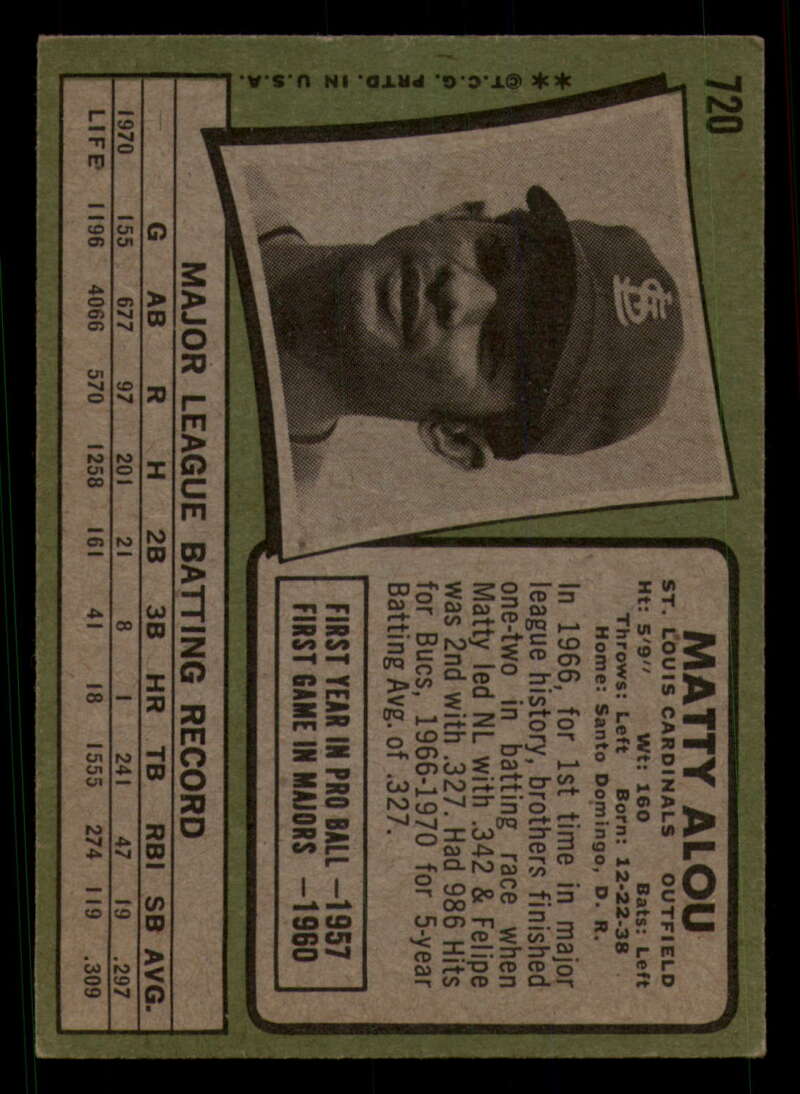 720
** ©T.C.G. PRTD. IN U.S.A.
MATTY ALOU
ST. LOUIS CARDINALS OUTFIELD
Ht: 5'9" Wt: 160 Bats: Left
Throws: Left Born: 12-22-38
Home: Santo Domingo, D. R.
In 1966, for 1st time in major
league history, brothers finished
one-two in batting race when
Matty led NL with .342 & Felipe
was 2nd with .327. Had 986 Hits
for Bucs, 1966-1970 for 5-year
Batting Avg. of .327.
FIRST YEAR IN PRO BALL –1957
FIRST GAME IN MAJORS –1960
MAJOR LEAGUE BATTING RECORD
G AB R H 2B 3B HR TB RBI SB AVG.
1970 155 677 97 201 21 8 1 241 47 19 .297
LIFE 1196 4066 570 1258 161 41 18 1555 274 119 .309